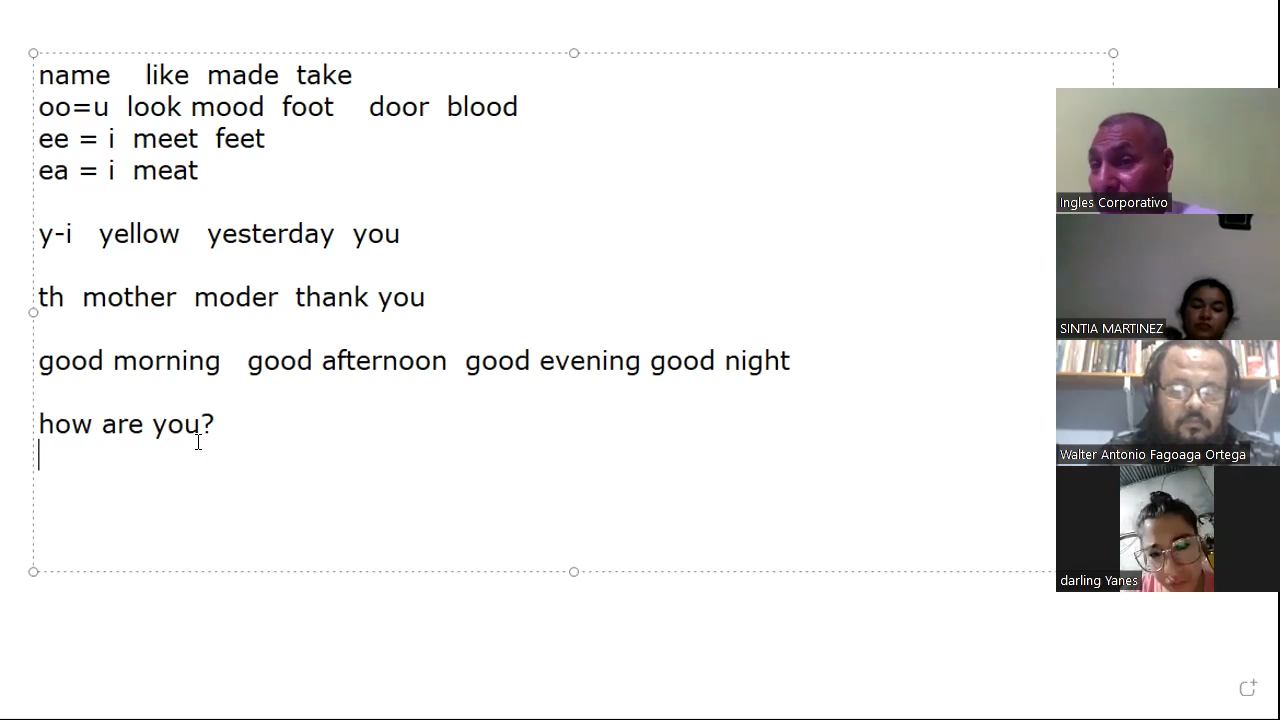 name like made take
oo=u look mood foot door blood
ee = i meet feet
ea = i meat
y-i yellow yesterday you
th mother moder thank you
good morning good afternoon good evening good night
how are you?
Ingles Corporativo
SINTIA MARTINEZ
Walter Antonio Fagoaga Ortega
darling Yanes